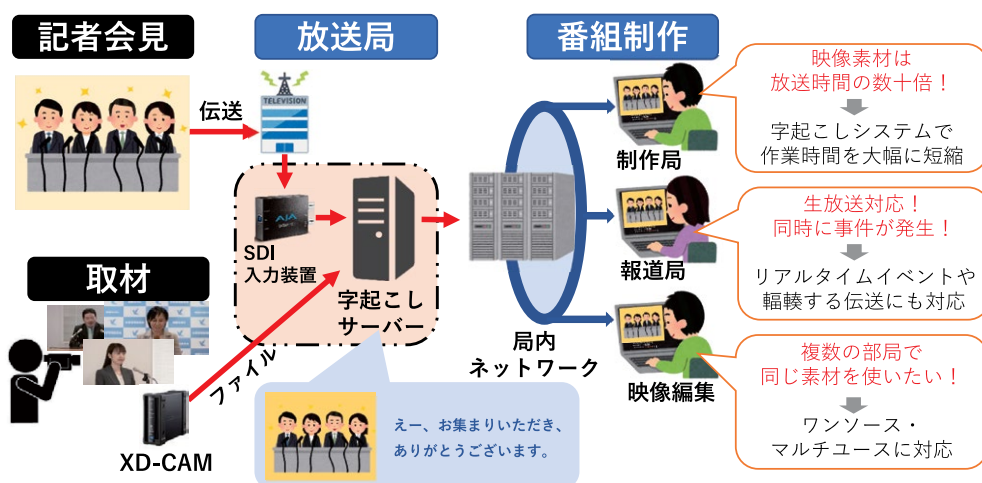 記者会見
放送局
番組制作
伝送
TELEVISION
AJA
SDI
入力装置
字起こし
サーバー
取材
ファイル
XD-CAM
えー、お集まりいただき、
ありがとうございます。
局内
ネットワーク
制作局
報道局
映像編集
映像素材は
放送時間の数十倍！
字起こしシステムで
作業時間を大幅に短縮
生放送対応！
同時に事件が発生！
リアルタイムイベントや
輻輳する伝送にも対応
複数の部局で
同じ素材を使いたい！
ワンソース・
マルチユースに対応